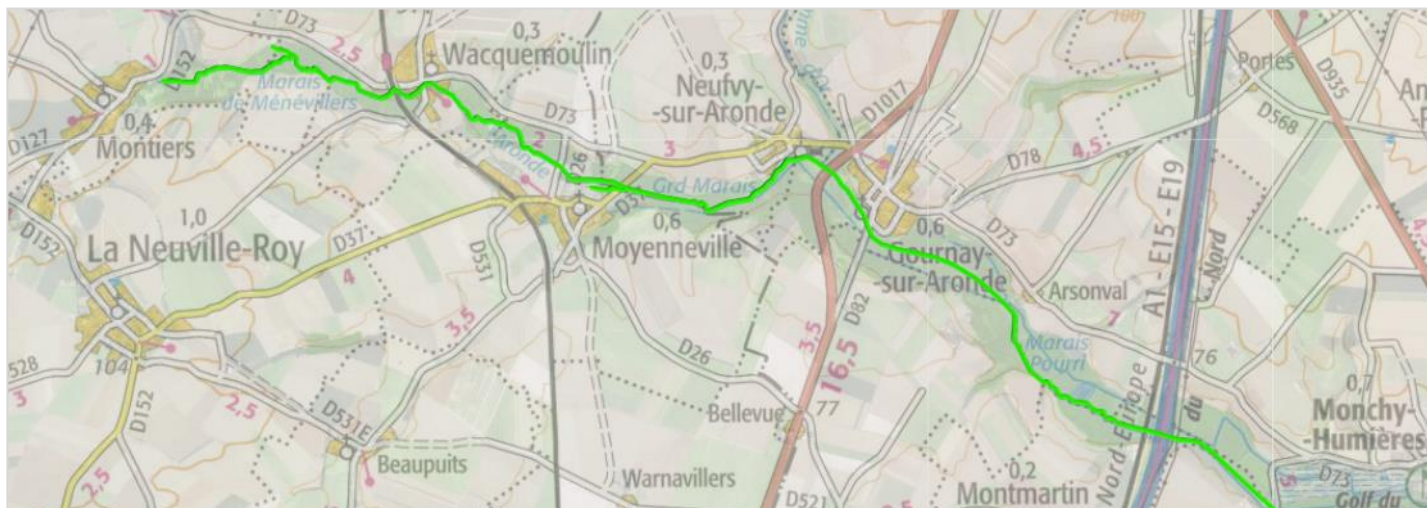 D73
2,5
0,3
Wacquemoulin
D152
1
Marais
de Ménévillers
0,4
Montiers
D127
D73
2
Aronde
0,3
Neufvy-
-sur-Aronde
3
D1017
Portes
D935
D568
D78
4,5
A1 - E15 - E19
26
Grd Marais
1,0
D152
La Neuville-Roy
D37
4
D531
0,6
Moyenneville
0,6
Gournay-
-sur-Aronde
D73
Nord
Arsonval
7
D82
3,5
16,5
D26
Marais
Pourri
76
3,5
528
104
3
D152
2,5
D531E
Bellevue
77
Nord-Europe
du
0,7
Monchy-
-Humières
Beaupuits
2,5
Warnavillers
D521
0,2
Montmartin
5
D73
Golf du